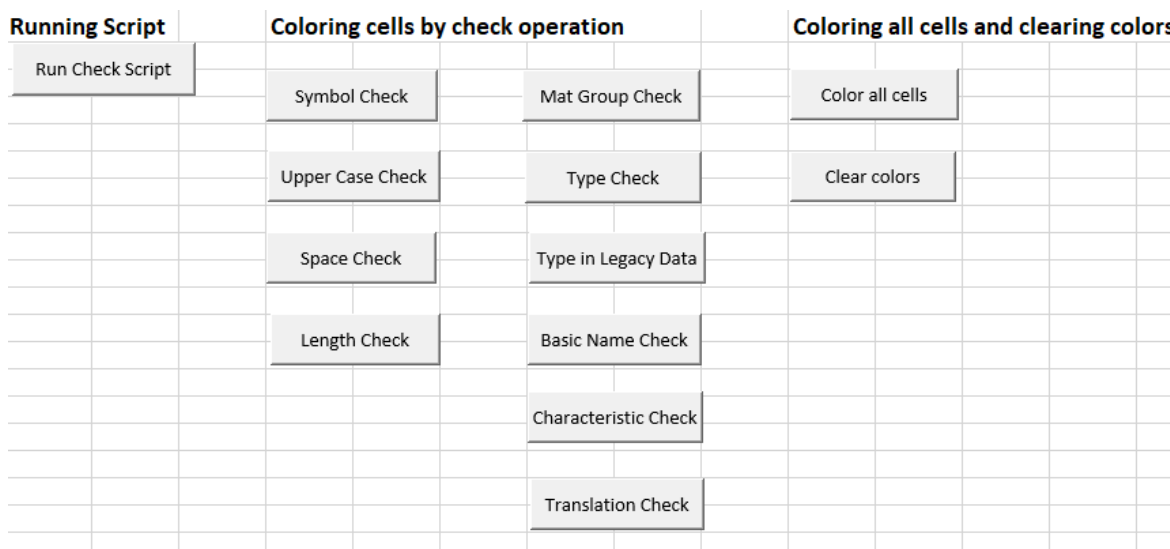 Running Script
Run Check Script
Coloring cells by check operation
Symbol Check
Upper Case Check
Space Check
Length Check
Mat Group Check
Type Check
Type in Legacy Data
Basic Name Check
Characteristic Check
Translation Check
Coloring all cells and clearing colors
Color all cells
Clear colors